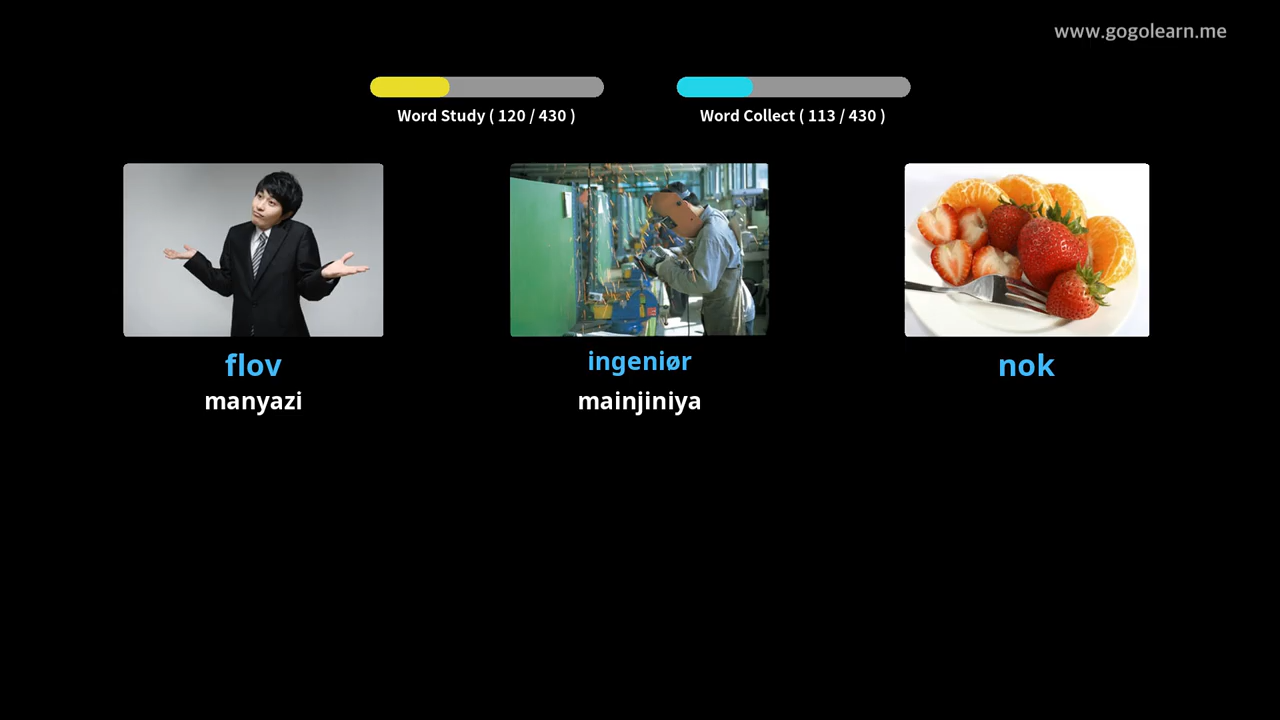 www.gogolearn.me
Word Study ( 120 / 430 )
Word Collect ( 113 / 430 )
flov
manyazi
ingeniør
mainjiniya
nok